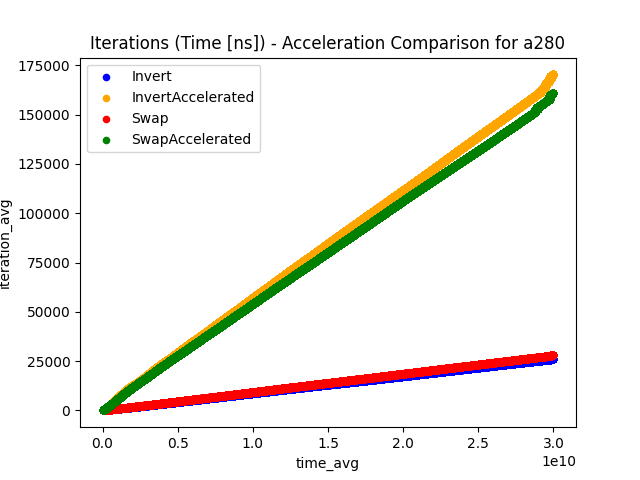 Iterations (Time [ns]) - Acceleration Comparison for a280
Invert
InvertAccelerated
Swap
SwapAccelerated
iteration_avg
175000
150000
125000
100000
75000
50000
25000
0
0.0 0.5 1.0 1.5 2.0 2.5 3.0
1e10
time_avg